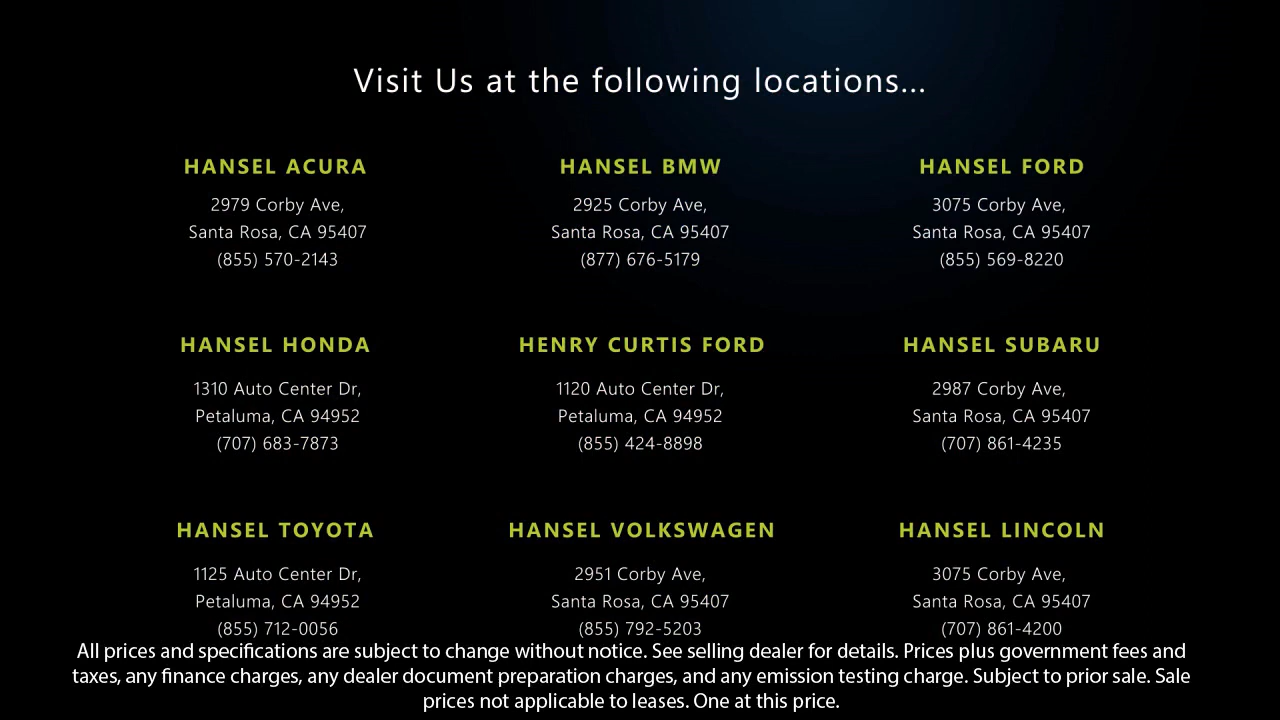 Visit Us at the following locations...
HANSEL ACURA
2979 Corby Ave,
Santa Rosa, CA 95407
(855) 570-2143
HANSEL BMW
2925 Corby Ave,
Santa Rosa, CA 95407
(877) 676-5179
HANSEL FORD
3075 Corby Ave,
Santa Rosa, CA 95407
(855) 569-8220
HANSEL HONDA
1310 Auto Center Dr,
Petaluma, CA 94952
(707) 683-7873
HENRY CURTIS FORD
1120 Auto Center Dr,
Petaluma, CA 94952
(855) 424-8898
HANSEL SUBARU
2987 Corby Ave,
Santa Rosa, CA 95407
(707) 861-4235
HANSEL TOYOTA
1125 Auto Center Dr,
Petaluma, CA 94952
(855) 712-0056
HANSEL VOLKSWAGEN
2951 Corby Ave,
Santa Rosa, CA 95407
(855) 792-5203
HANSEL LINCOLN
3075 Corby Ave,
Santa Rosa, CA 95407
(707) 861-4200
All prices and specifications are subject to change without notice. See selling dealer for details. Prices plus government fees and
taxes, any finance charges, any dealer document preparation charges, and any emission testing charge. Subject to prior sale. Sale
prices not applicable to leases. One at this price.